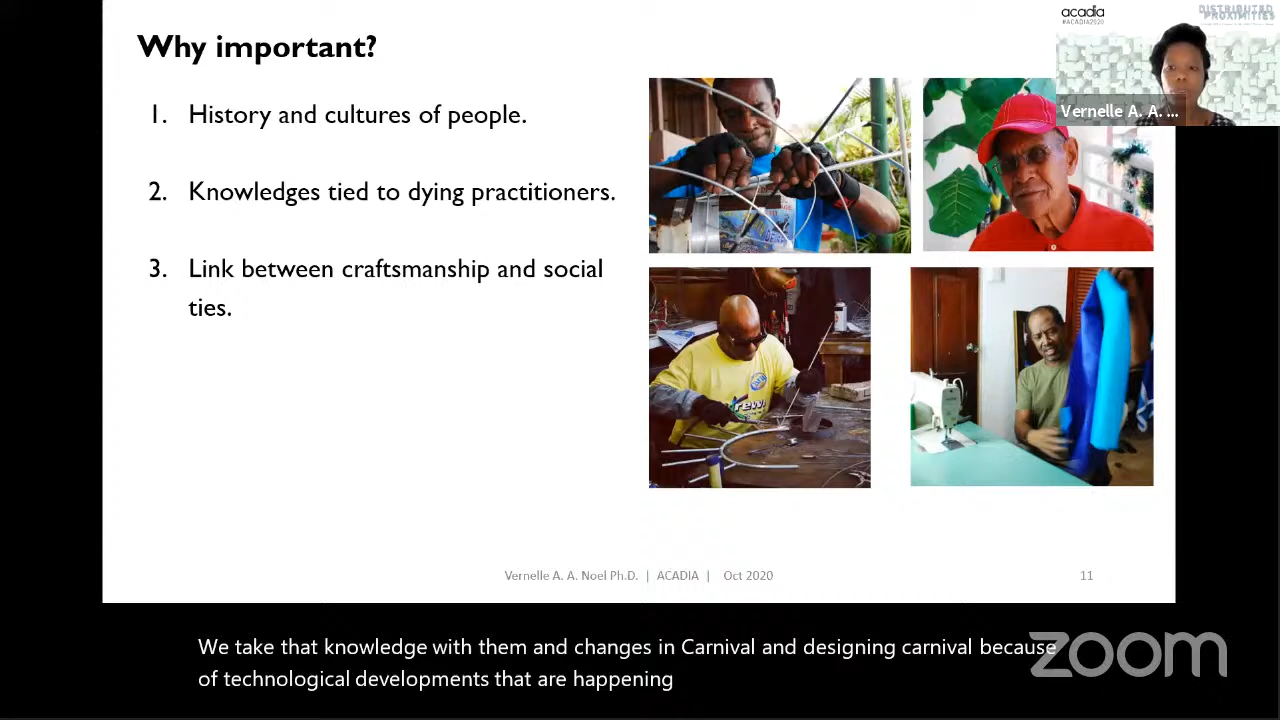 Why important?
1. History and cultures of people.
2. Knowledges tied to dying practitioners.
3. Link between craftsmanship and social
ties.
acadia
#ACADIA2020
DISTRIBUTED
PROXIMITIES
Vernelle A. A. ...
Vernelle A. A. Noel Ph.D. | ACADIA | Oct 2020
11
We take that knowledge with them and changes in Carnival and designing carnival because
of technological developments that are happening
zoom